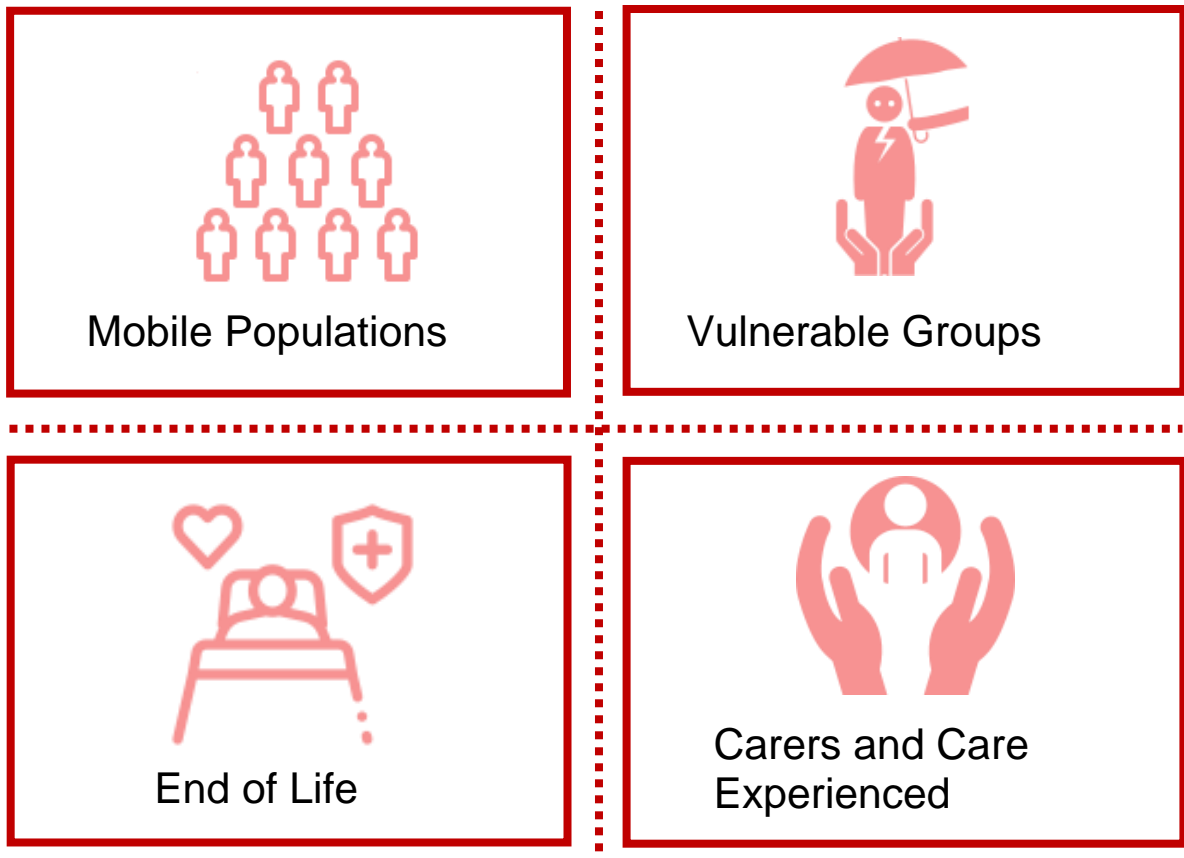 Mobile Populations
Vulnerable Groups
End of Life
Carers and Care
Experienced